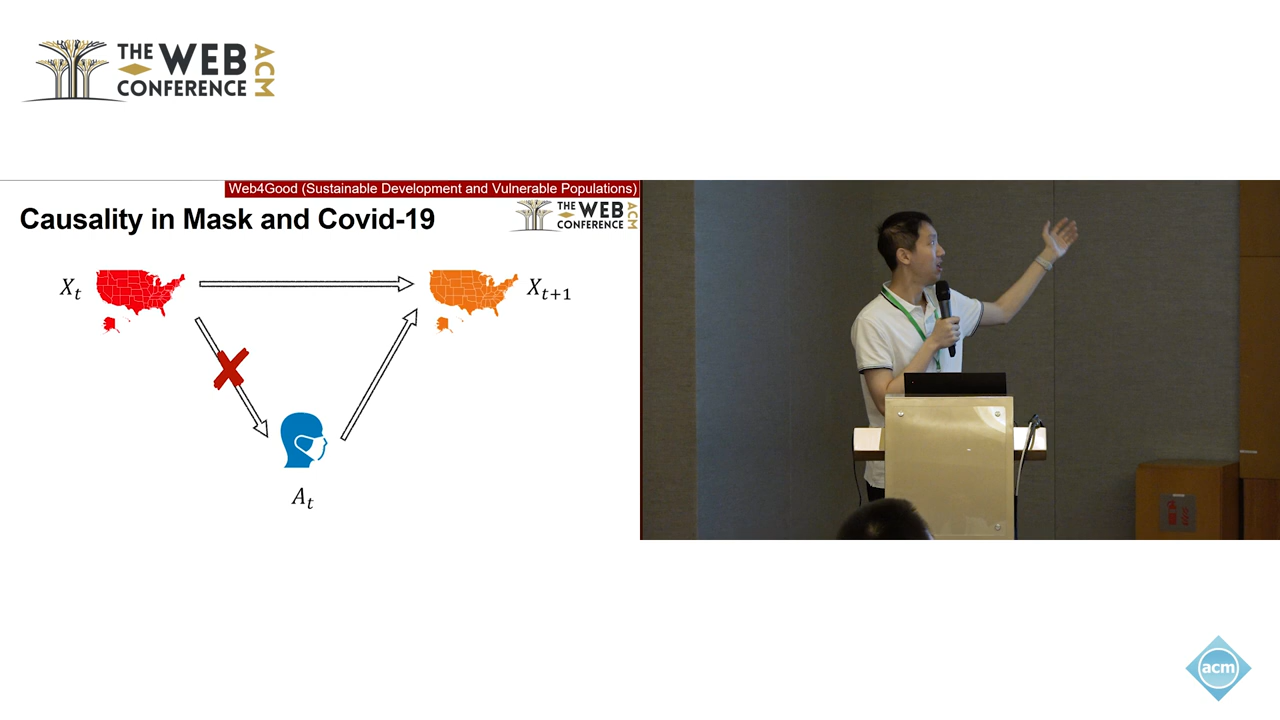 THE WEB
CONFERENCE
ACM
Web4Good (Sustainable Development and Vulnerable Populations)
Causality in Mask and Covid-19
THE WEB
CONFERENCE
ACM
X_t
X_{t+1}
A_t
acm